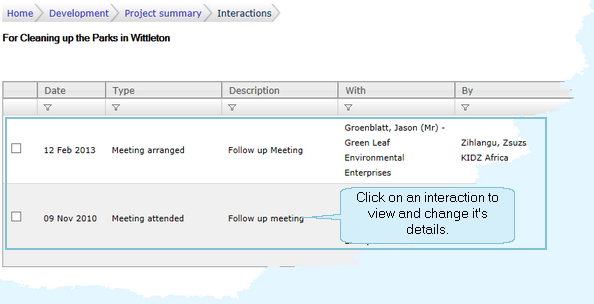 Home Development Project summary Interactions
For Cleaning up the Parks in Wittleton
Date Type Description With By
Groenblatt, Jason (Mr) -
12 Feb 2013 Meeting arranged Follow up Meeting Green Leaf Zihlangu, Zsuzs
Environmental KIDZ Africa
Enterprises
09 Nov 2010 Meeting attended Follow up meeting
Click on an interaction to
view and change it's
details.